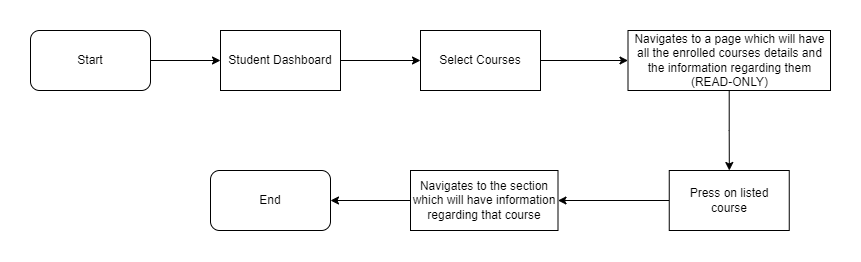 Start
Student Dashboard
Select Courses
Navigates to a page which will have
all the enrolled courses details and
the information regarding them
(READ-ONLY)
Press on listed
course
Navigates to the section
which will have information
regarding that course
End